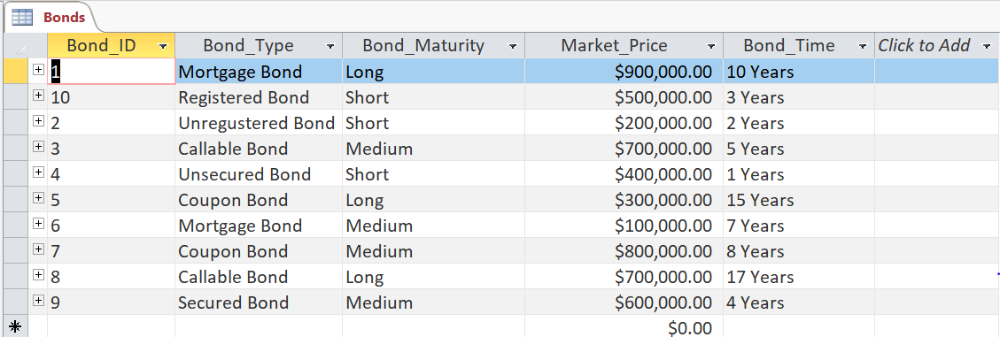 Bonds
Bond_ID Bond_Type Bond_Maturity Market_Price Bond_Time Click to Add
1 Mortgage Bond Long $900,000.00 10 Years
10 Registered Bond Short $500,000.00 3 Years
2 Unregustered Bond Short $200,000.00 2 Years
3 Callable Bond Medium $700,000.00 5 Years
4 Unsecured Bond Short $400,000.00 1 Years
5 Coupon Bond Long $300,000.00 15 Years
6 Mortgage Bond Medium $100,000.00 7 Years
7 Coupon Bond Medium $800,000.00 8 Years
8 Callable Bond Long $700,000.00 17 Years
9 Secured Bond Medium $600,000.00 4 Years
$0.00